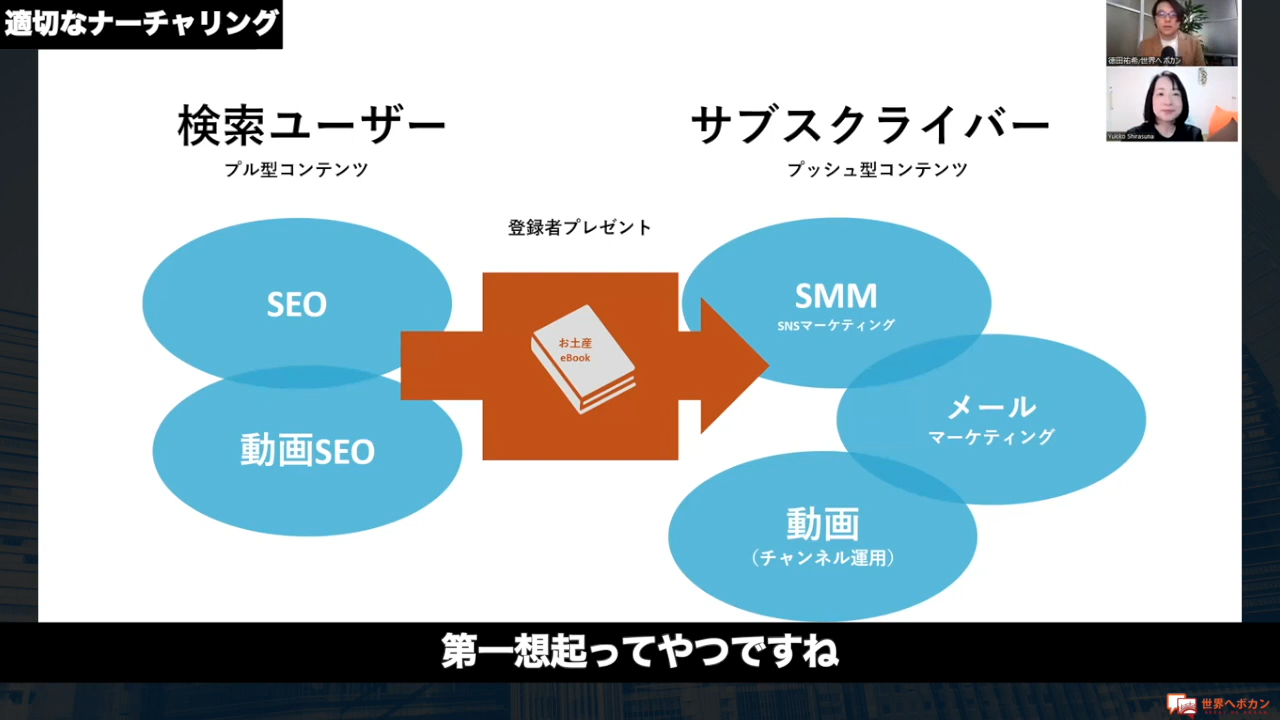 適切なナーチャリング
徳田祐希/世界へボカン
Yukiko Shirasuna
検索ユーザー
プル型コンテンツ
サブスクライバー
プッシュ型コンテンツ
登録者プレゼント
SEO
動画SEO
お土産
eBook
SMM
SNSマーケティング
メール
マーケティング
動画
（チャンネル運用）
第一想起ってやつですね
世界へボカン